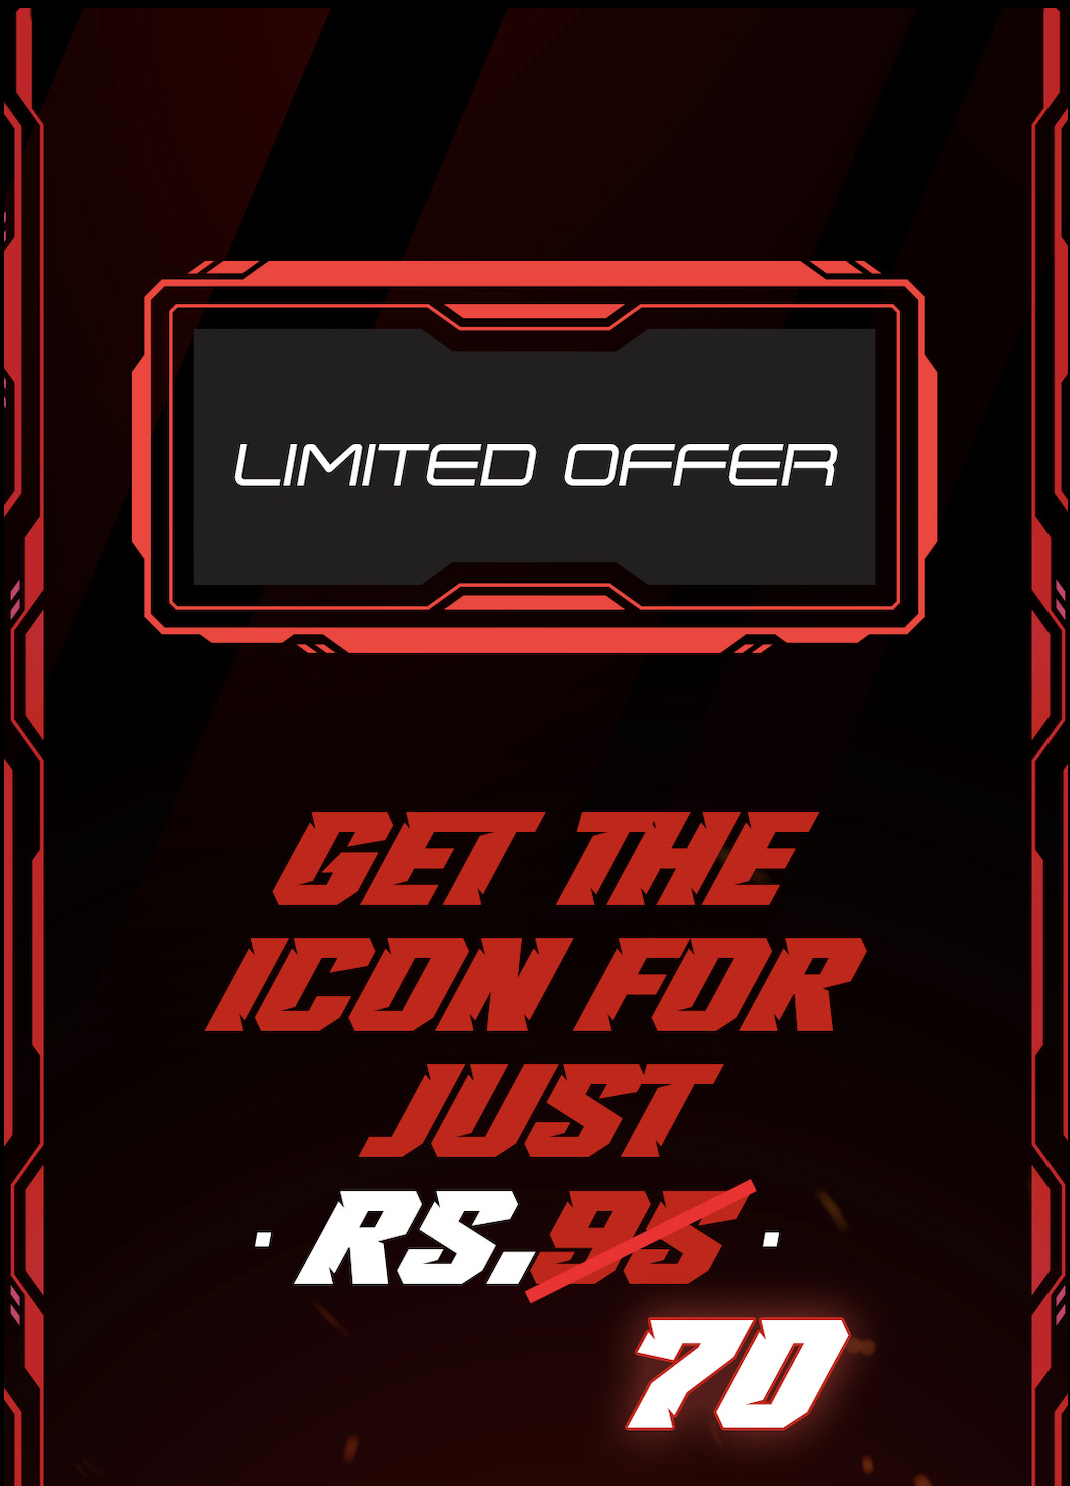 LIMITED OFFER
GET THE
ICON FOR
JUST
· RS.95 ·
70